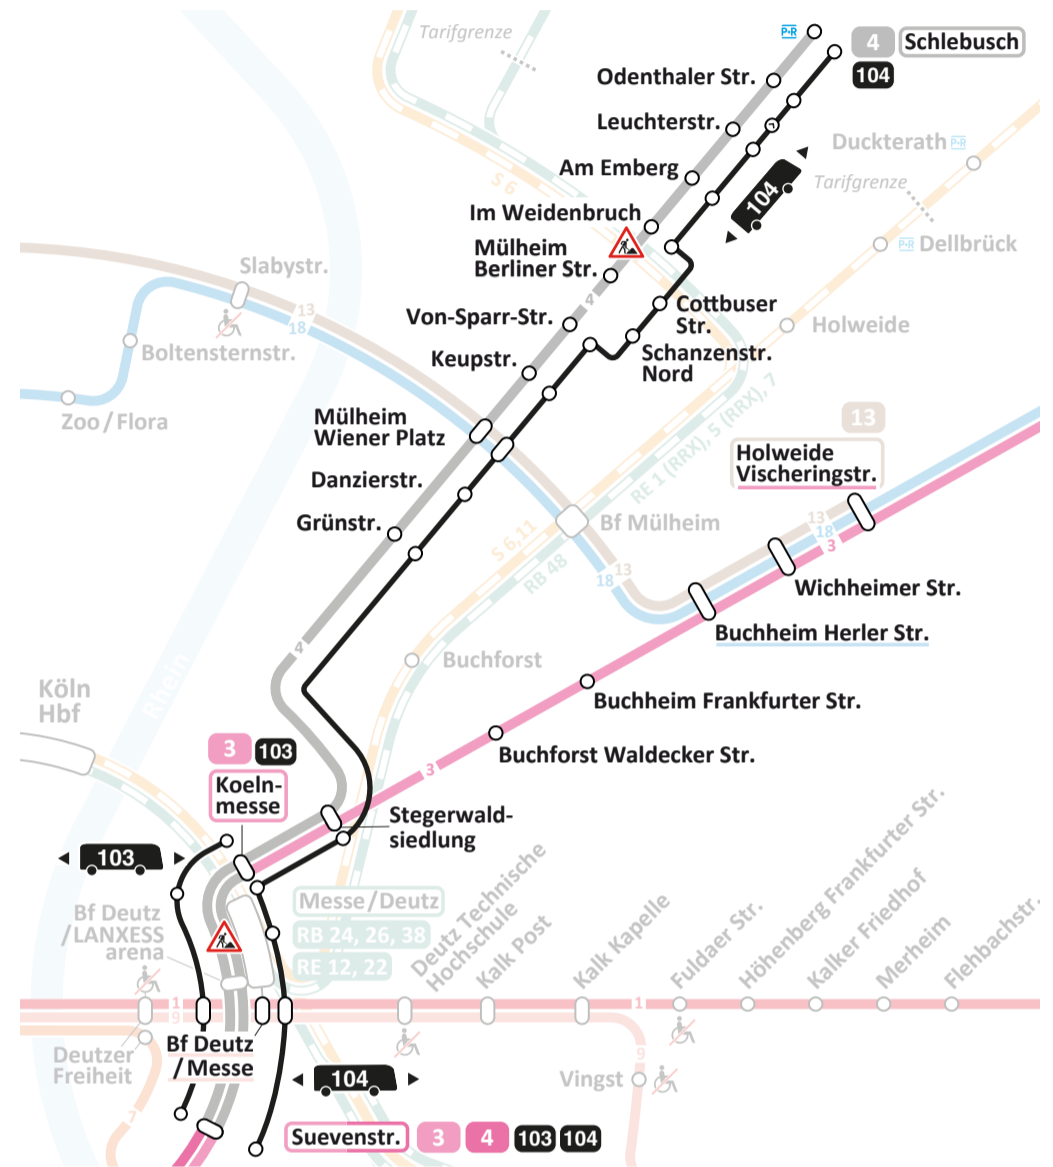 Tarifgrenze
P+R
4 Schlebusch
104
Odenthaler Str.
Leuchterstr.
Duckterath P+R
Am Emberg
S 6
104
Tarifgrenze
Im Weidenbruch
Mülheim
Berliner Str.
P+R Dellbrück
Slabystr.
4
13
18
Cottbuser
Str.
Von-Sparr-Str.
Holweide
Boltensternstr.
Keupstr.
Schanzenstr.
Nord
Zoo / Flora
Mülheim
Wiener Platz
RE 1 (RRX), 5 (RRX), 7
13
Holweide
Vischeringstr.
Danzierstr.
Grünstr.
Bf Mülheim
S 6,11
RB 48
13
18
3
18
13
Wichheimer Str.
Buchheim Herler Str.
4
Buchforst
Rhein
Köln
Hbf
Buchheim Frankfurter Str.
3 103
Koeln-
messe
3
Buchforst Waldecker Str.
Stegerwald-
siedlung
103
Messe / Deutz
RB 24, 26, 38
RE 12, 22
Bf Deutz
/LANXESS
arena
Deutz Technische
Hochschule
Kalk Post
Kalk Kapelle
Fuldaer Str.
Höhenberg Frankfurter Str.
Kalker Friedhof
Merheim
Flehbachstr.
1
9
1
Bf Deutz
/ Messe
Deutzer
Freiheit
9
104
Vingst
7
Suevenstr. 3 4 103 104